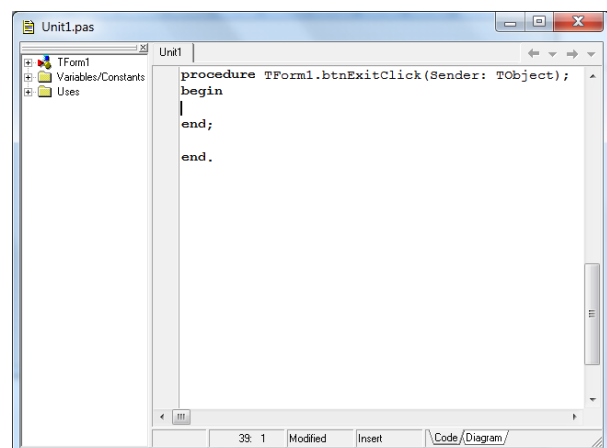 Unit1.pas
TForm1
Variables/Constants
Uses
Unit1
procedure TForm1.btnExitClick(Sender: TObject);
begin
end;
end.
39: 1 Modified Insert Code Diagram